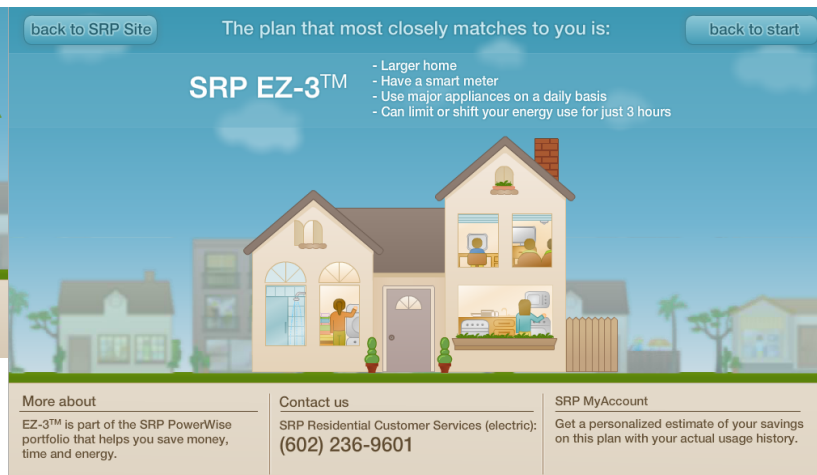 back to SRP Site
The plan that most closely matches to you is:
back to start
SRP EZ-3™
- Larger home
- Have a smart meter
- Use major appliances on a daily basis
- Can limit or shift your energy use for just 3 hours
More about
EZ-3™ is part of the SRP PowerWise
portfolio that helps you save money,
time and energy.
Contact us
SRP Residential Customer Services (electric):
(602) 236-9601
SRP MyAccount
Get a personalized estimate of your savings
on this plan with your actual usage history.